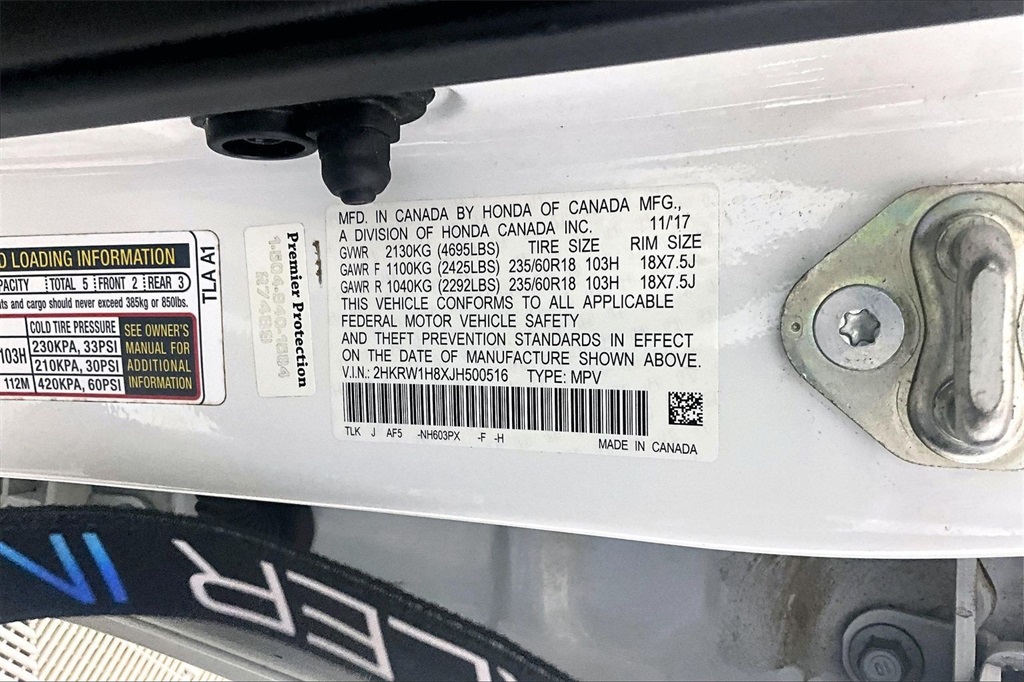 D LOADING INFORMATION
PACITY TOTAL 5 FRONT 2 REAR 3
nts and cargo should never exceed 385kg or 850lbs.
COLD TIRE PRESSURE
103H
230KPA, 33PSI
210KPA, 30PSI
112M
420KPA, 60PSI
SEE OWNER'S
MANUAL FOR
ADDITIONAL
INFORMATION
TLAA1
Premier Protection
MFD. IN CANADA BY HONDA OF CANADA MFG.,
A DIVISION OF HONDA CANADA INC. 11/17
GVWR 2130KG (4695LBS) TIRE SIZE RIM SIZE
GAWR F 1100KG (2425LBS) 235/60R18 103H 18X7.5J
GAWR R 1040KG (2292LBS) 235/60R18 103H 18X7.5J
THIS VEHICLE CONFORMS TO ALL APPLICABLE
FEDERAL MOTOR VEHICLE SAFETY
AND THEFT PREVENTION STANDARDS IN EFFECT
ON THE DATE OF MANUFACTURE SHOWN ABOVE.
V.I.N.: 2HKRW1H8XJH500516 TYPE: MPV
TLK J AF5 -NH603PX -F -H
MADE IN CANADA